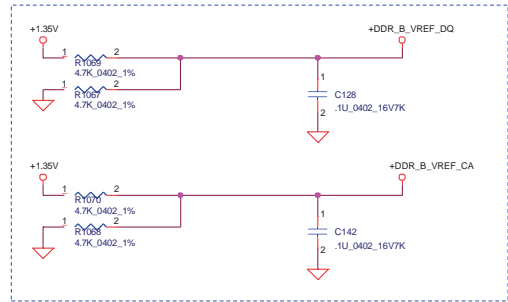 +1.35V
+DDR_B_VREF_DQ
1 2
R1069
4.7K_0402_1%
1 2
R1067
4.7K_0402_1%
1
C128
.1U_0402_16V7K
2
+1.35V
+DDR_B_VREF_CA
1 2
R1070
4.7K_0402_1%
1 2
R1068
4.7K_0402_1%
1
C142
.1U_0402_16V7K
2